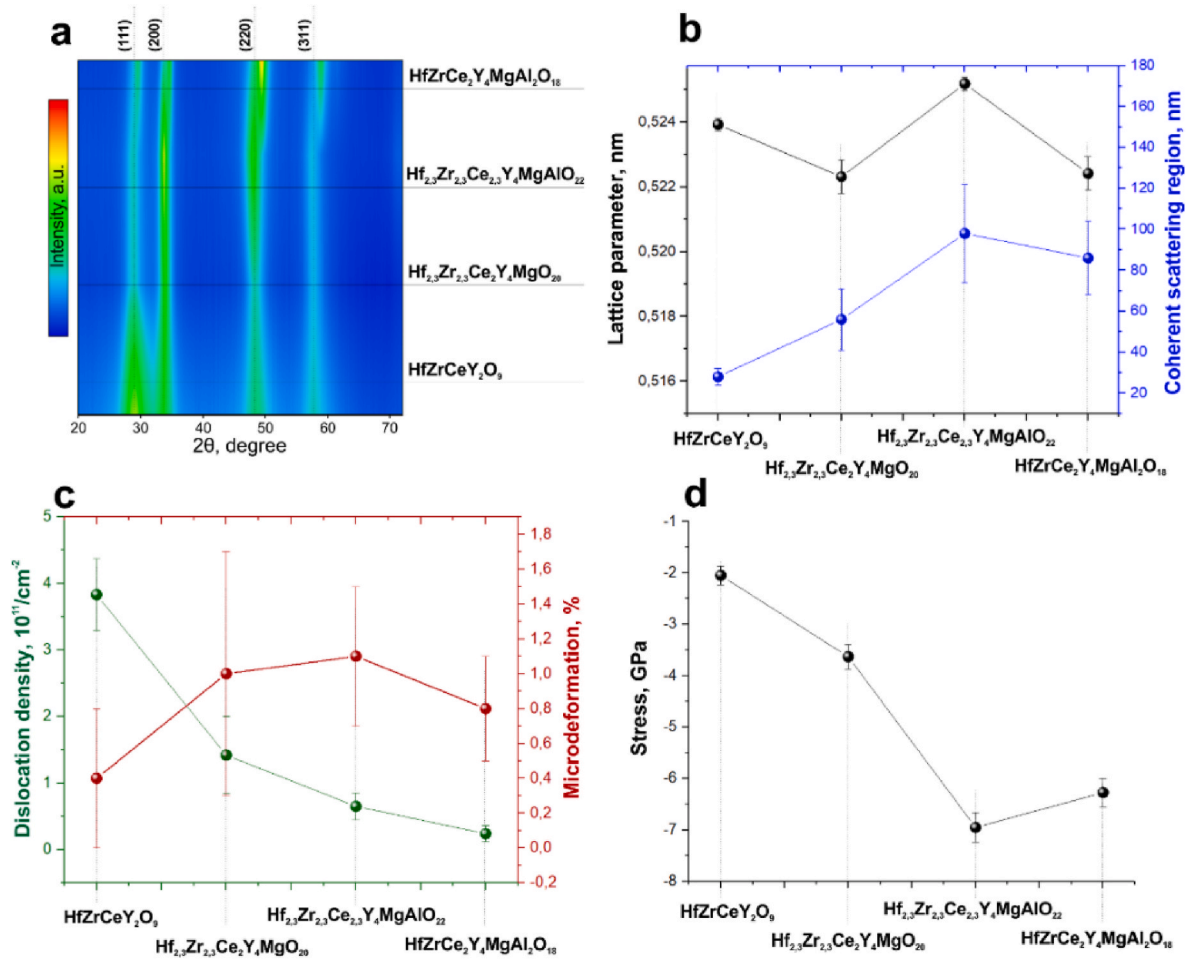 a
(111)
(200)
(220)
(311)
HfZrCe₂Y₄MgAl₂O₁₈
Hf₂,₃Zr₂,₃Ce₂,₃Y₄MgAlO₂₂
Hf₂,₃Zr₂,₃Ce₂Y₄MgO₂₀
HfZrCeY₂O₉
Intensity, a.u.
20 30 40 50 60 70
2θ, degree
b
0,524
0,522
0,520
0,518
0,516
Lattice parameter, nm
180
160
140
120
100
80
60
40
20
Coherent scattering region, nm
HfZrCeY₂O₉
Hf₂,₃Zr₂,₃Ce₂Y₄MgO₂₀
Hf₂,₃Zr₂,₃Ce₂,₃Y₄MgAlO₂₂
HfZrCe₂Y₄MgAl₂O₁₈
c
5
4
3
2
1
0
Dislocation density, 10¹¹/cm⁻²
1,8
1,6
1,4
1,2
1,0
0,8
0,6
0,4
0,2
0,0
-0,2
Microdeformation, %
HfZrCeY₂O₉
Hf₂,₃Zr₂,₃Ce₂Y₄MgO₂₀
Hf₂,₃Zr₂,₃Ce₂,₃Y₄MgAlO₂₂
HfZrCe₂Y₄MgAl₂O₁₈
d
-1
-2
-3
-4
-5
-6
-7
-8
Stress, GPa
HfZrCeY₂O₉
Hf₂,₃Zr₂,₃Ce₂Y₄MgO₂₀
Hf₂,₃Zr₂,₃Ce₂,₃Y₄MgAlO₂₂
HfZrCe₂Y₄MgAl₂O₁₈